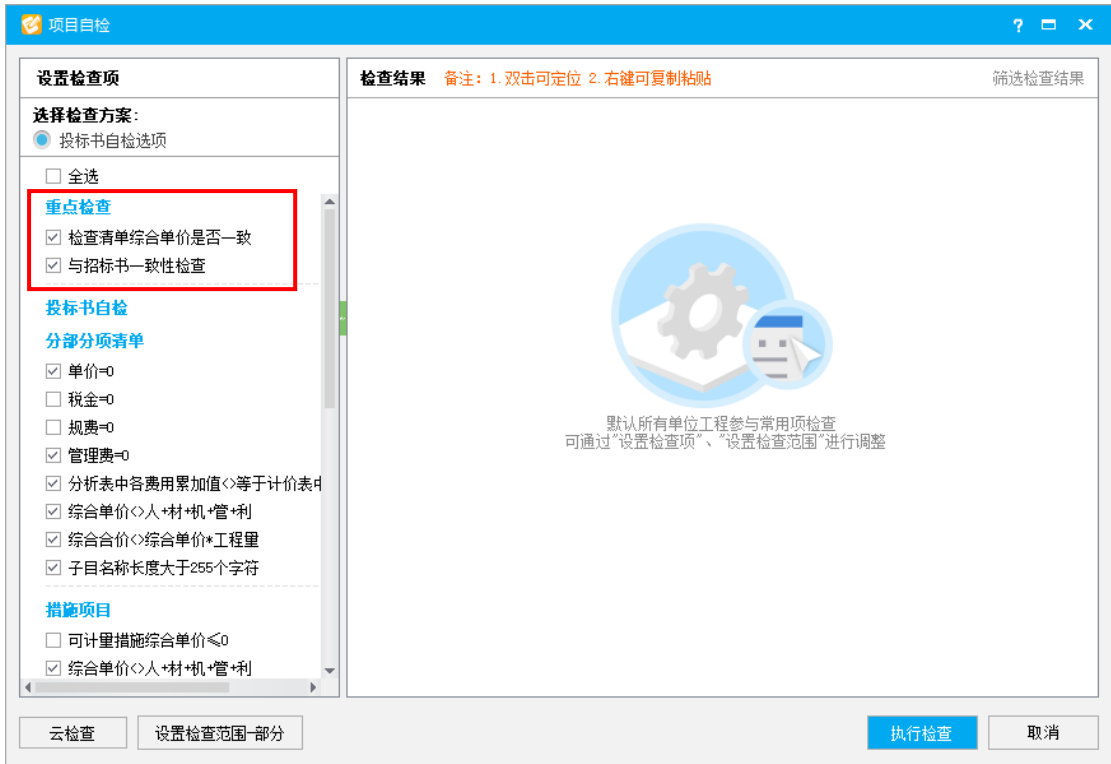 项目自检
设置检查项
检查结果 备注：1.双击可定位 2.右键可复制粘贴 筛选检查结果
选择检查方案：
投标书自检选项
全选
重点检查
检查清单综合单价是否一致
与招标书一致性检查
投标书自检
分部分项清单
单价=0
税金=0
规费=0
管理费=0
分析表中各费用累加值<>等于计价表中
综合单价<>人+材+机+管+利
综合合价<>综合单价*工程量
子目名称长度大于255个字符
措施项目
可计量措施综合单价≤0
综合单价<>人+材+机+管+利
默认所有单位工程参与常用项检查
可通过"设置检查项"、"设置检查范围"进行调整
云检查 设置检查范围-部分 执行检查 取消